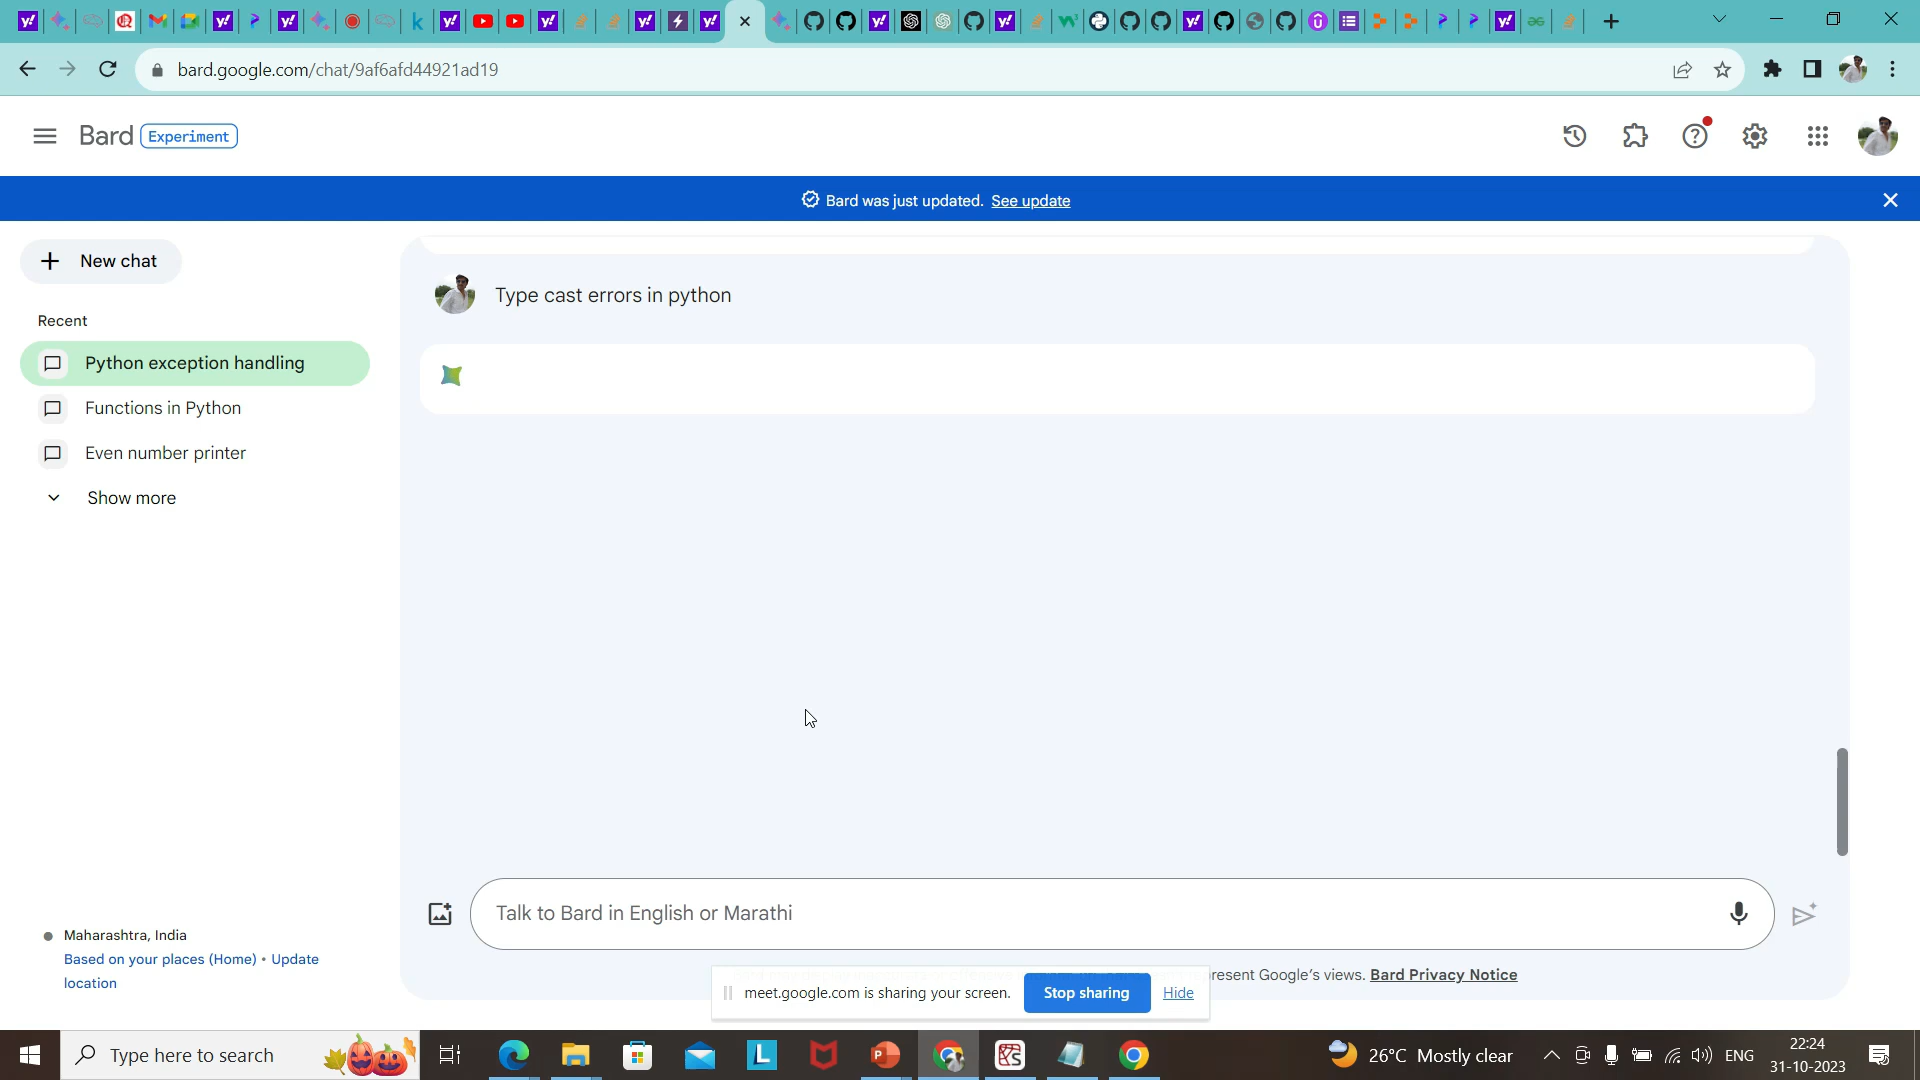 bard.google.com/chat/9af6afd44921ad19
Bard Experiment
Bard was just updated. See update
New chat
Recent
Python exception handling
Functions in Python
Even number printer
Show more
Type cast errors in python
Talk to Bard in English or Marathi
Maharashtra, India
Based on your places (Home) • Update
location
resent Google's views. Bard Privacy Notice
meet.google.com is sharing your screen. Stop sharing Hide
Type here to search
26°C Mostly clear
ENG
22:24
31-10-2023